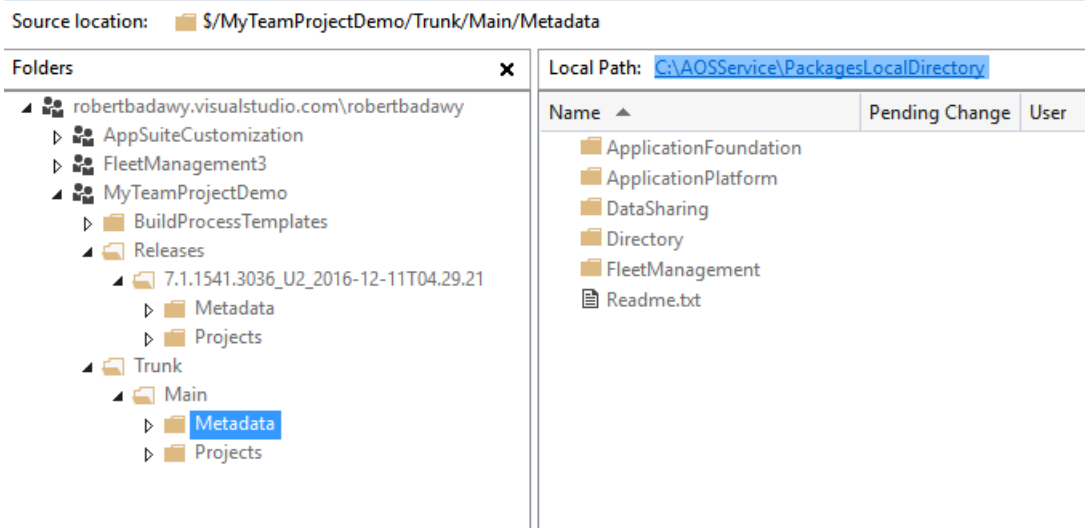 Source location: $/MyTeamProjectDemo/Trunk/Main/Metadata
Folders
robertbadawy.visualstudio.com\robertbadawy
AppSuiteCustomization
FleetManagement3
MyTeamProjectDemo
BuildProcessTemplates
Releases
7.1.1541.3036_U2_2016-12-11T04.29.21
Metadata
Projects
Trunk
Main
Metadata
Projects
Local Path: C:\AOSService\PackagesLocalDirectory
Name Pending Change User
ApplicationFoundation
ApplicationPlatform
DataSharing
Directory
FleetManagement
Readme.txt